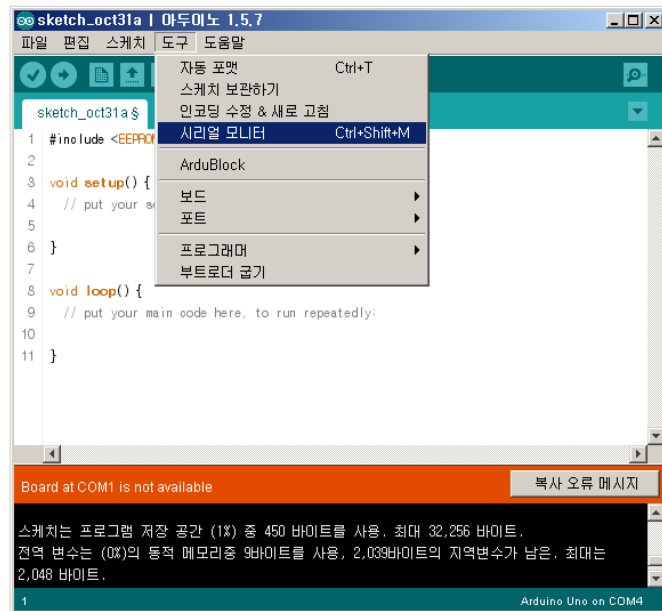 sketch_oct31a | 아두이노 1.5.7
파일 편집 스케치 도구 도움말
자동 포맷 Ctrl+T
스케치 보관하기
인코딩 수정 & 새로 고침
시리얼 모니터 Ctrl+Shift+M
ArduBlock
보드
포트
프로그래머
부트로더 굽기
sketch_oct31a §
1 #include <EEPROM
2
3 void setup() {
4 // put your se
5
6 }
7
8 void loop() {
9 // put your main code here, to run repeatedly:
10
11 }
Board at COM1 is not available
복사 오류 메시지
스케치는 프로그램 저장 공간 (1%) 중 450 바이트를 사용. 최대 32,256 바이트.
전역 변수는 (0%)의 동적 메모리중 9바이트를 사용, 2,039바이트의 지역변수가 남은. 최대는
2,048 바이트.
1 Arduino Uno on COM4